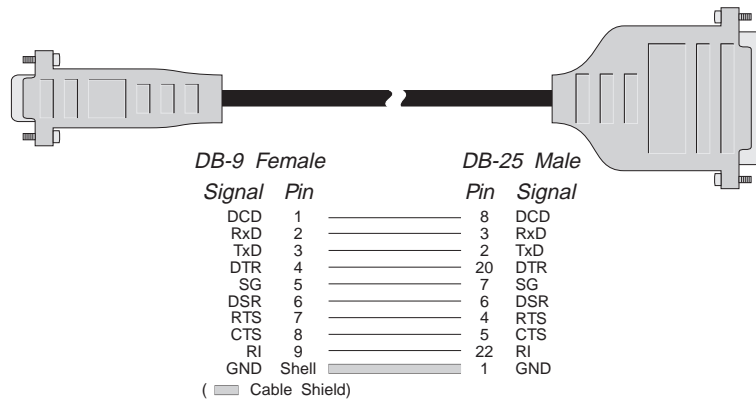 DB-9 Female DB-25 Male
Signal Pin Pin Signal
DCD 1 8 DCD
RxD 2 3 RxD
TxD 3 2 TxD
DTR 4 20 DTR
SG 5 7 SG
DSR 6 6 DSR
RTS 7 4 RTS
CTS 8 5 CTS
RI 9 22 RI
GND Shell 1 GND
( Cable Shield)